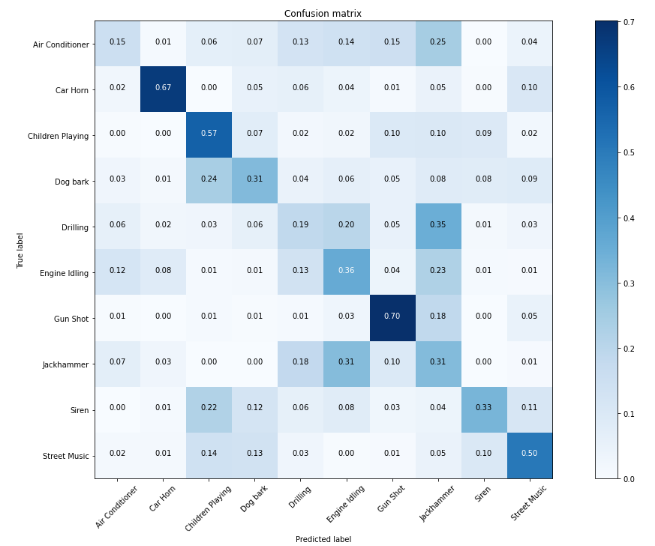 Confusion matrix
Air Conditioner 0.15 0.01 0.06 0.07 0.13 0.14 0.15 0.25 0.00 0.04
Car Horn 0.02 0.67 0.00 0.05 0.06 0.04 0.01 0.05 0.00 0.10
Children Playing 0.00 0.00 0.57 0.07 0.02 0.02 0.10 0.10 0.09 0.02
Dog bark 0.03 0.01 0.24 0.31 0.04 0.06 0.05 0.08 0.08 0.09
Drilling 0.06 0.02 0.03 0.06 0.19 0.20 0.05 0.35 0.01 0.03
Engine Idling 0.12 0.08 0.01 0.01 0.13 0.36 0.04 0.23 0.01 0.01
Gun Shot 0.01 0.00 0.01 0.01 0.01 0.03 0.70 0.18 0.00 0.05
Jackhammer 0.07 0.03 0.00 0.00 0.18 0.31 0.10 0.31 0.00 0.01
Siren 0.00 0.01 0.22 0.12 0.06 0.08 0.03 0.04 0.33 0.11
Street Music 0.02 0.01 0.14 0.13 0.03 0.00 0.01 0.05 0.10 0.50
True label
Air Conditioner Car Horn Children Playing Dog bark Drilling Engine Idling Gun Shot Jackhammer Siren Street Music
Predicted label
0.7
0.6
0.5
0.4
0.3
0.2
0.1
0.0